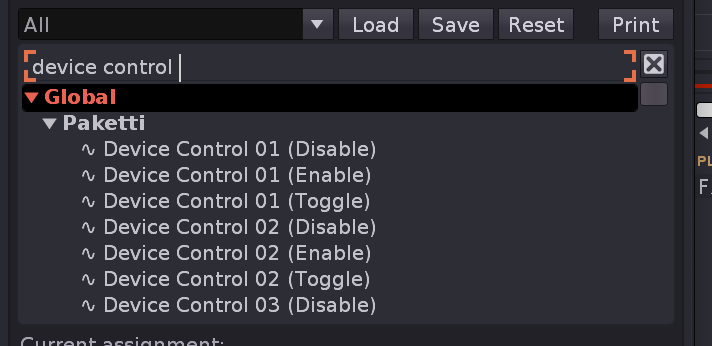 All Load Save Reset Print
device control
Global
Paketti
∿ Device Control 01 (Disable)
∿ Device Control 01 (Enable)
∿ Device Control 01 (Toggle)
∿ Device Control 02 (Disable)
∿ Device Control 02 (Enable)
∿ Device Control 02 (Toggle)
∿ Device Control 03 (Disable)
Current assignment:
PL
F